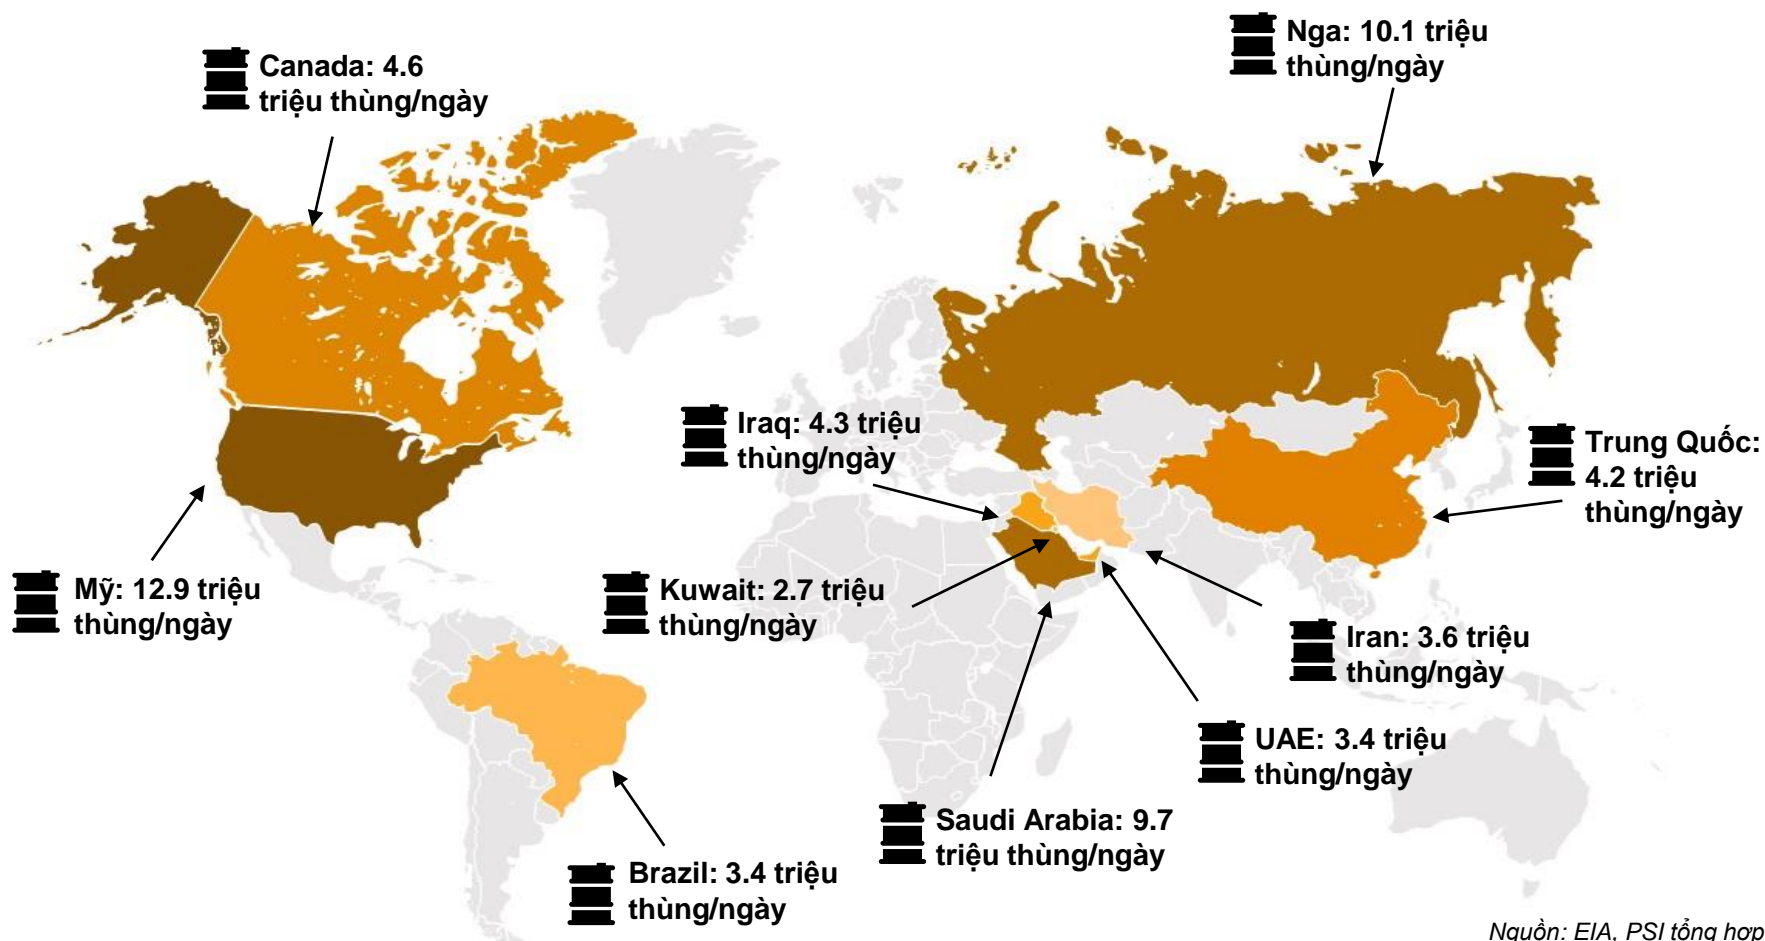 Nga: 10.1 triệu
thùng/ngày
Canada: 4.6
triệu thùng/ngày
Iraq: 4.3 triệu
thùng/ngày
Trung Quốc:
4.2 triệu
thùng/ngày
Mỹ: 12.9 triệu
thùng/ngày
Kuwait: 2.7 triệu
thùng/ngày
Iran: 3.6 triệu
thùng/ngày
UAE: 3.4 triệu
thùng/ngày
Saudi Arabia: 9.7
triệu thùng/ngày
Brazil: 3.4 triệu
thùng/ngày
Nguồn: EIA, PSI tổng hợp